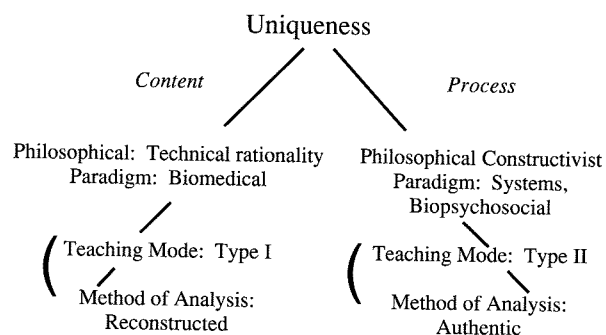 Uniqueness
Content
Process
Philosophical: Technical rationality
Paradigm: Biomedical
Philosophical Constructivist
Paradigm: Systems,
Biopsychosocial
Teaching Mode: Type I
Teaching Mode: Type II
Method of Analysis:
Reconstructed
Method of Analysis:
Authentic